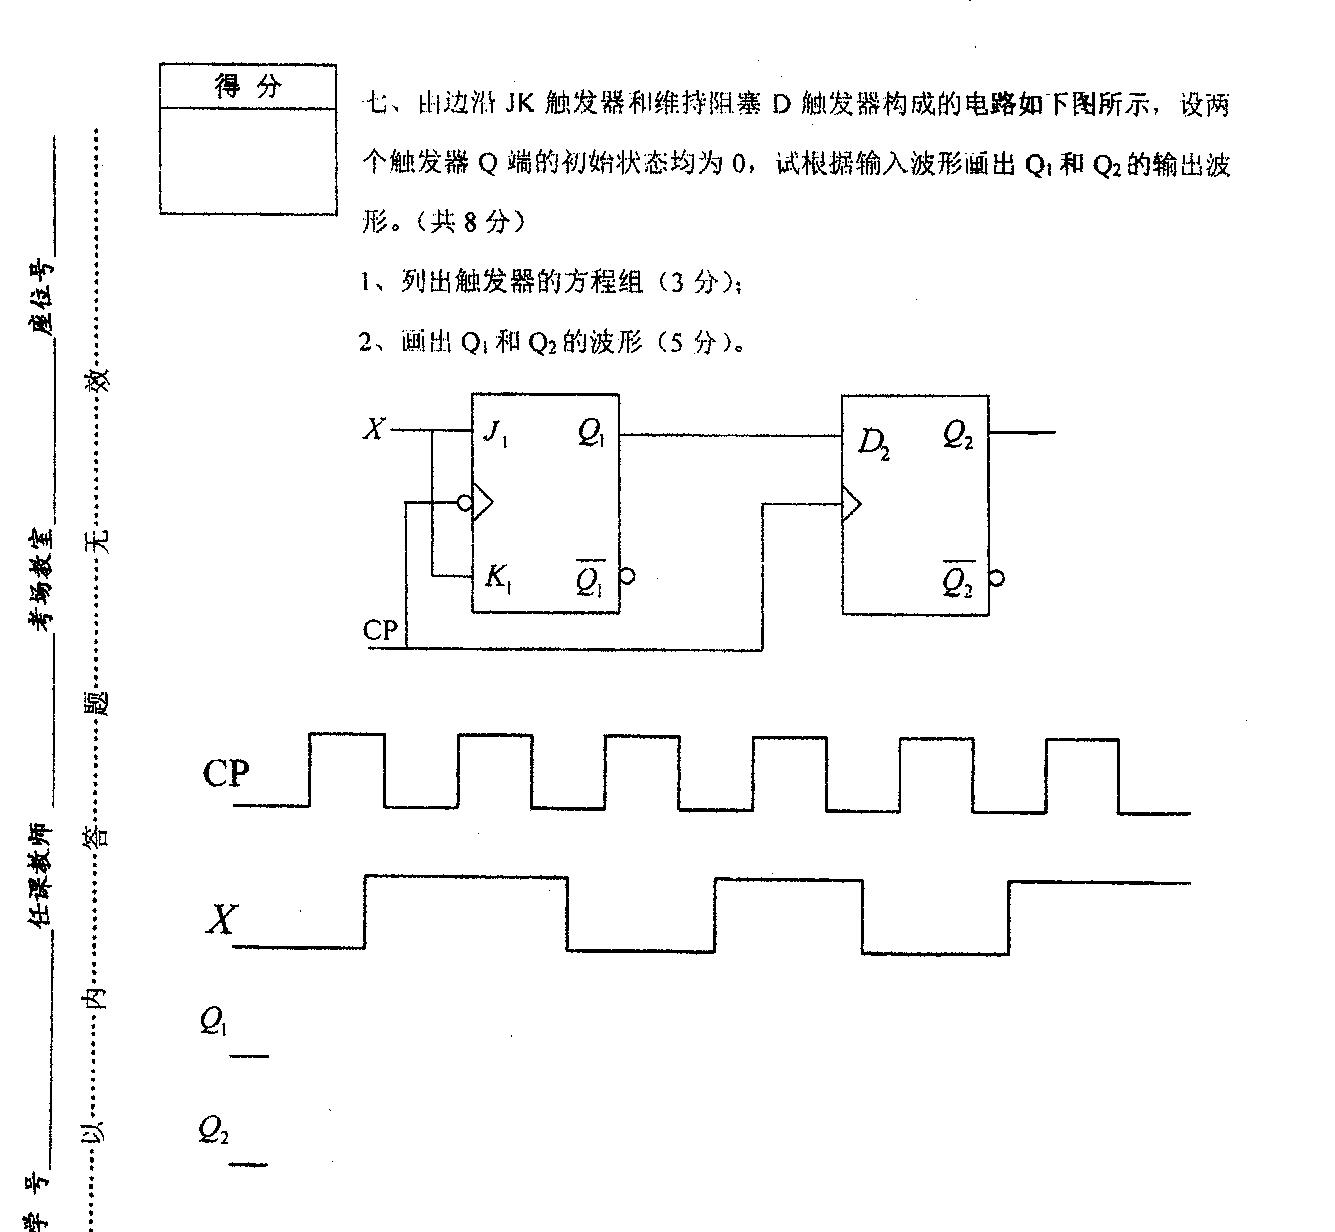 得 分
七、由边沿 JK 触发器和维持阻塞 D 触发器构成的电路如下图所示，设两
个触发器 Q 端的初始状态均为 0，试根据输入波形画出 Q₁ 和 Q₂ 的输出波
形。（共 8 分）
1、列出触发器的方程组（3 分）；
2、画出 Q₁ 和 Q₂ 的波形（5 分）。
X
J₁
Q₁
K₁
Q̅₁
CP
D₂
Q₂
Q̅₂
CP
X
Q₁
Q₂
学 号
任课教师
考场教室
座位号
以 内 答 题 无 效